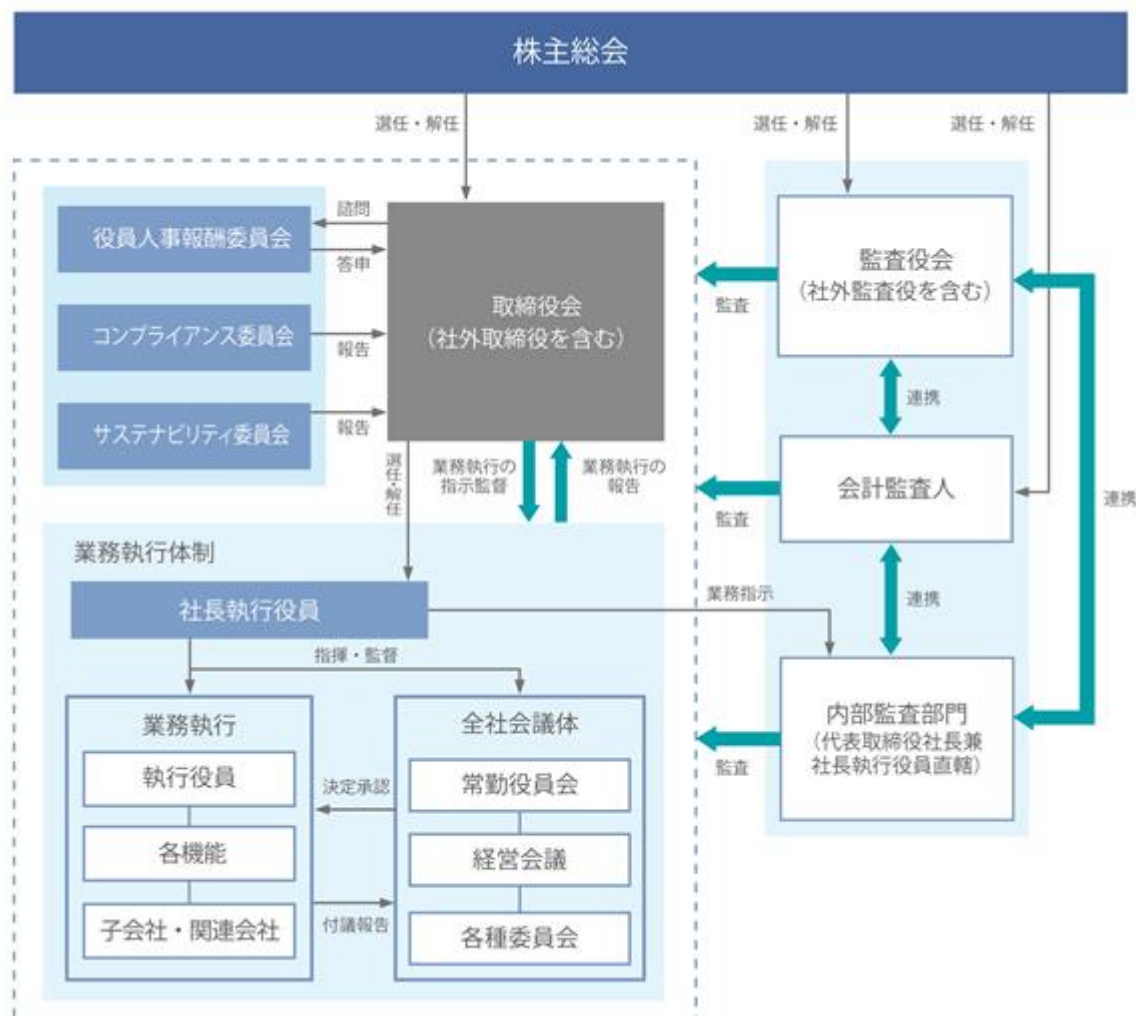 株主総会
選任・解任
選任・解任
選任・解任
役員人事報酬委員会
諮問
答申
コンプライアンス委員会
報告
サステナビリティ委員会
報告
取締役会
（社外取締役を含む）
監査役会
（社外監査役を含む）
監査
連携
会計監査人
監査
連携
連携
選任・解任
業務執行の
指示監督
業務執行の
報告
業務執行体制
社長執行役員
業務指示
指揮・監督
内部監査部門
（代表取締役社長兼
社長執行役員直轄）
監査
業務執行
執行役員
各機能
子会社・関連会社
決定承認
付議報告
全社会議体
常勤役員会
経営会議
各種委員会